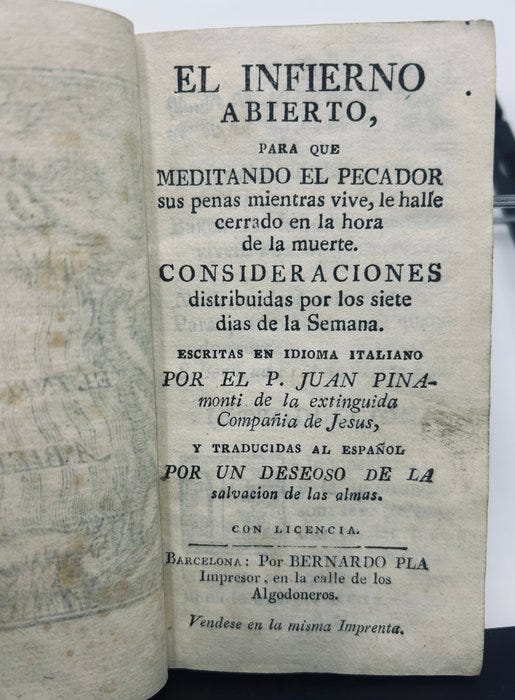 EL INFIERNO
ABIERTO,
PARA QUE
MEDITANDO EL PECADOR
sus penas mientras vive, le halle
cerrado en la hora
de la muerte.
CONSIDERACIONES
distribuidas por los siete
dias de la Semana.
ESCRITAS EN IDIOMA ITALIANO
POR EL P. JUAN PINA-
monti de la extinguida
Compañia de Jesus,
Y TRADUCIDAS AL ESPAÑOL
POR UN DESEOSO DE LA
salvacion de las almas.
CON LICENCIA.
BARCELONA: Por BERNARDO PLA
Impresor, en la calle de los
Algodoneros.
Vendese en la misma Imprenta.